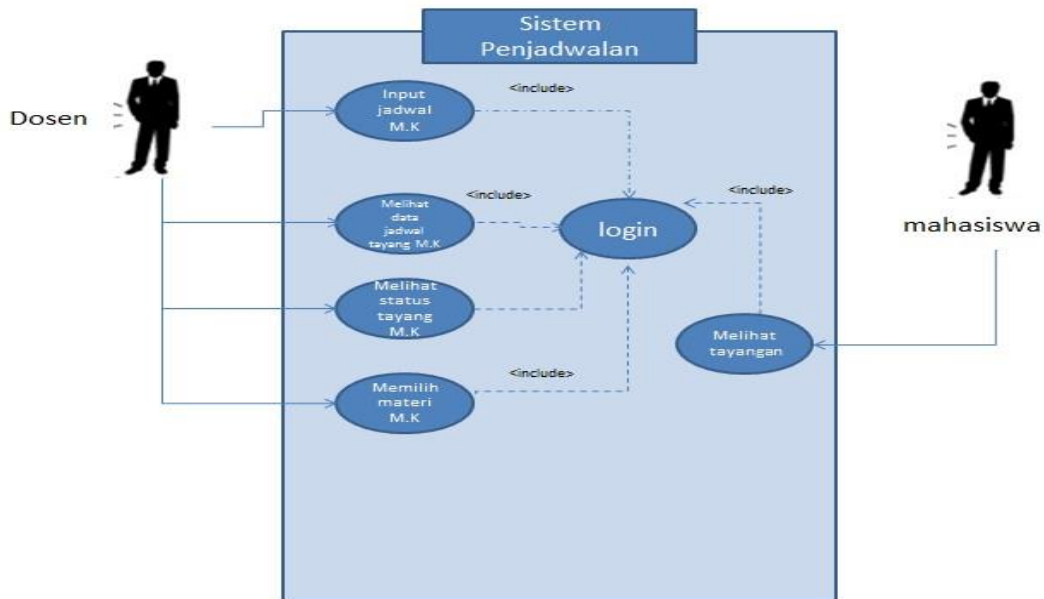 Sistem
Penjadwalan
Dosen
Input
jadwal
M.K
<include>
Melihat
data
jadwal
tayang M.K
<include>
login
<include>
mahasiswa
Melihat
status
tayang
M.K
Melihat
tayangan
Memilih
materi
M.K
<include>